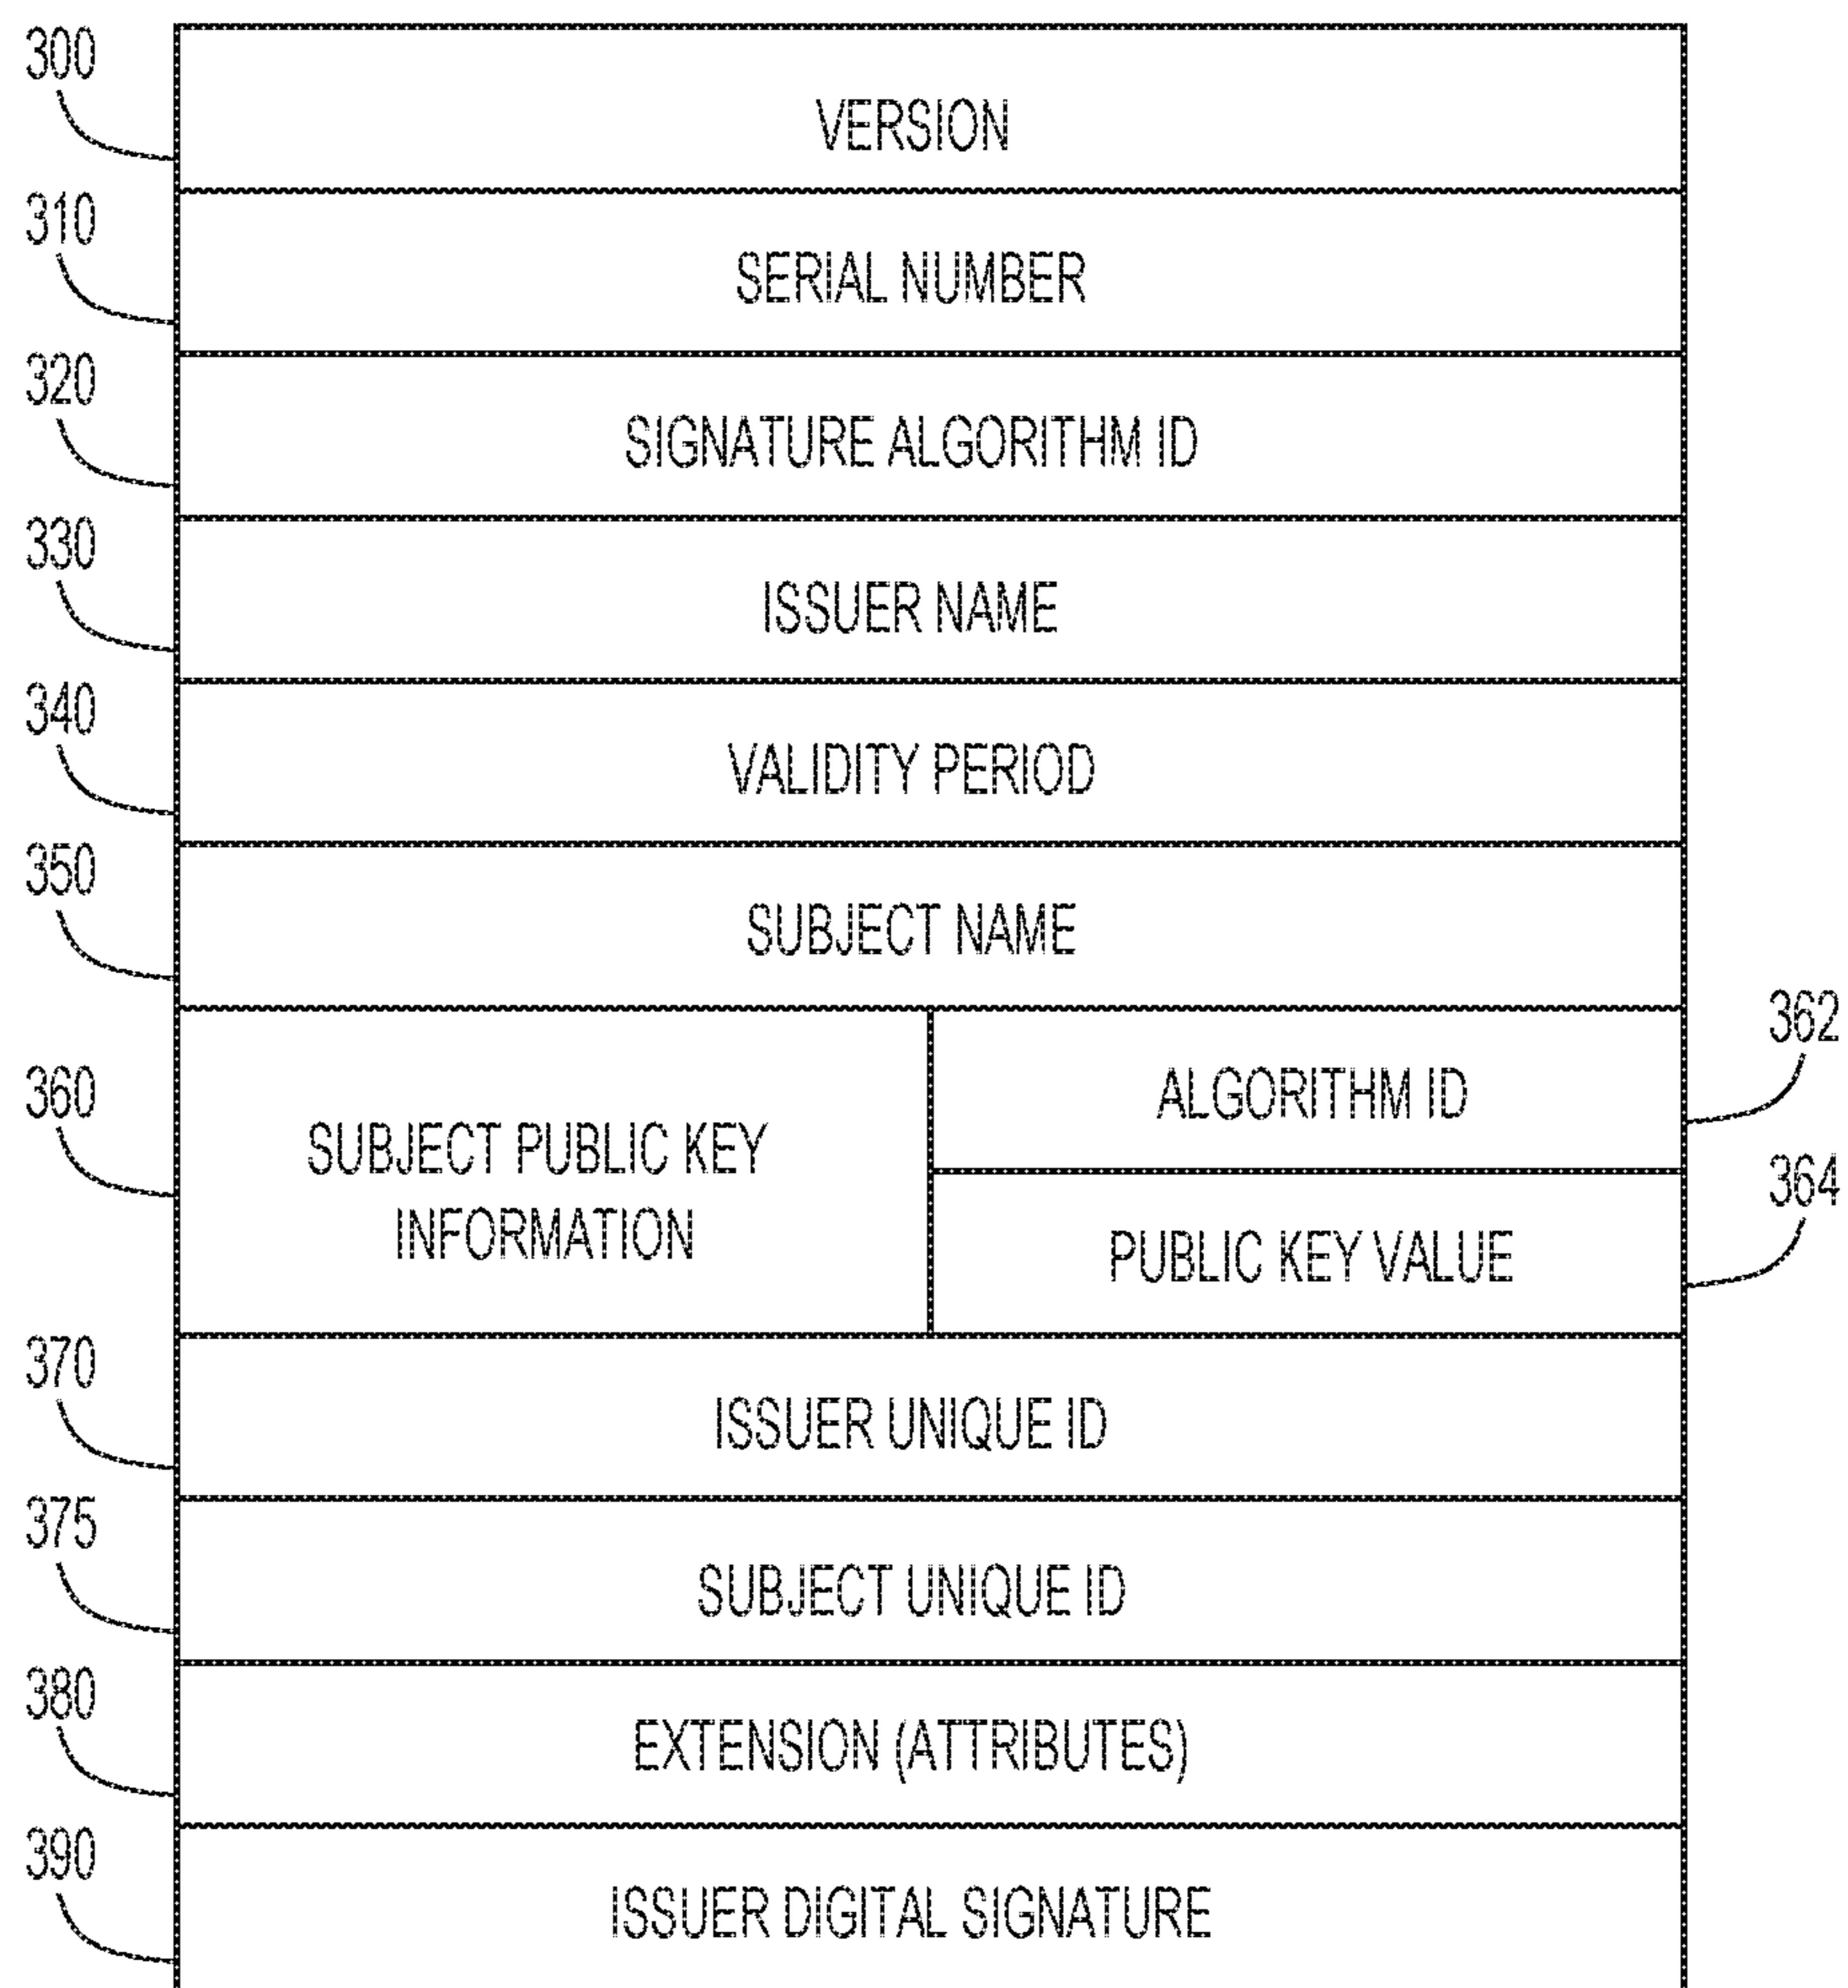 300
VERSION
310
SERIAL NUMBER
320
SIGNATURE ALGORITHM ID
330
ISSUER NAME
340
VALIDITY PERIOD
350
SUBJECT NAME
360
SUBJECT PUBLIC KEY
INFORMATION
ALGORITHM ID
362
PUBLIC KEY VALUE
364
370
ISSUER UNIQUE ID
375
SUBJECT UNIQUE ID
380
EXTENSION (ATTRIBUTES)
390
ISSUER DIGITAL SIGNATURE